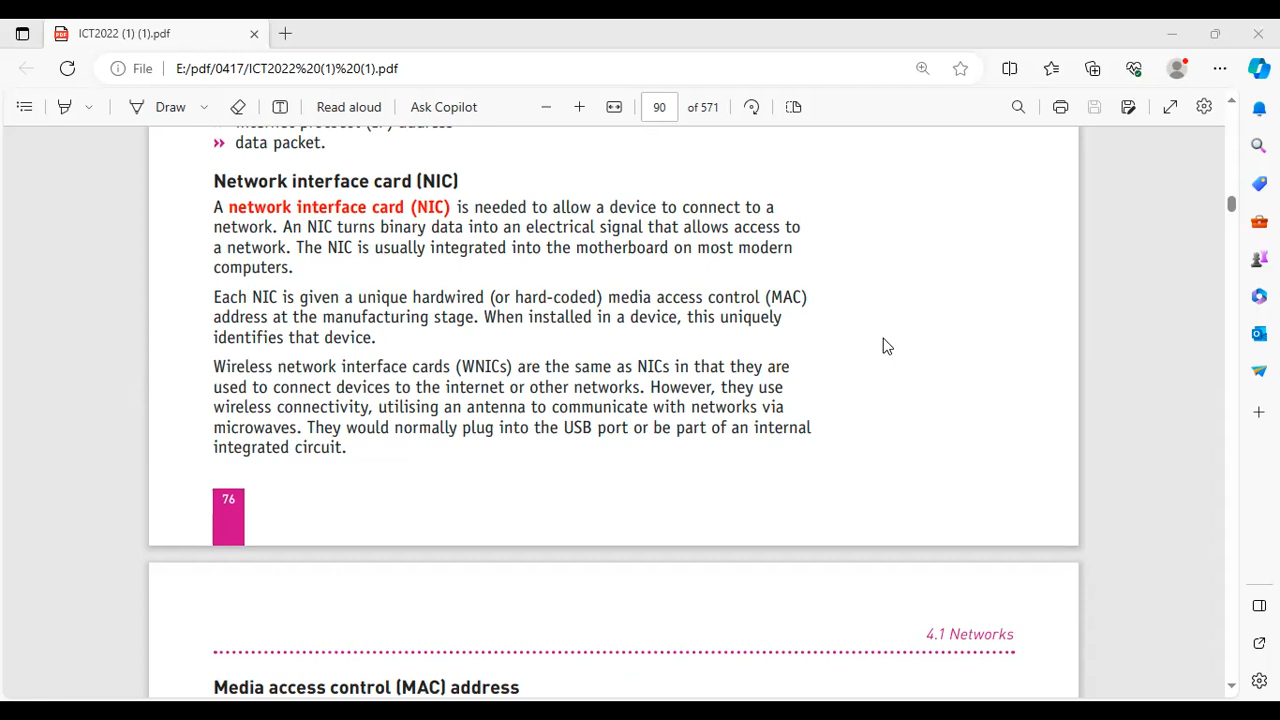 ICT2022 (1) (1).pdf
File
E:/pdf/0417/ICT2022%20(1)%20(1).pdf
Draw
Read aloud
Ask Copilot
90
of 571
internet protocol (IP) address
» data packet.
Network interface card (NIC)
A network interface card (NIC) is needed to allow a device to connect to a
network. An NIC turns binary data into an electrical signal that allows access to
a network. The NIC is usually integrated into the motherboard on most modern
computers.
Each NIC is given a unique hardwired (or hard-coded) media access control (MAC)
address at the manufacturing stage. When installed in a device, this uniquely
identifies that device.
Wireless network interface cards (WNICs) are the same as NICs in that they are
used to connect devices to the internet or other networks. However, they use
wireless connectivity, utilising an antenna to communicate with networks via
microwaves. They would normally plug into the USB port or be part of an internal
integrated circuit.
76
4.1 Networks
Media access control (MAC) address